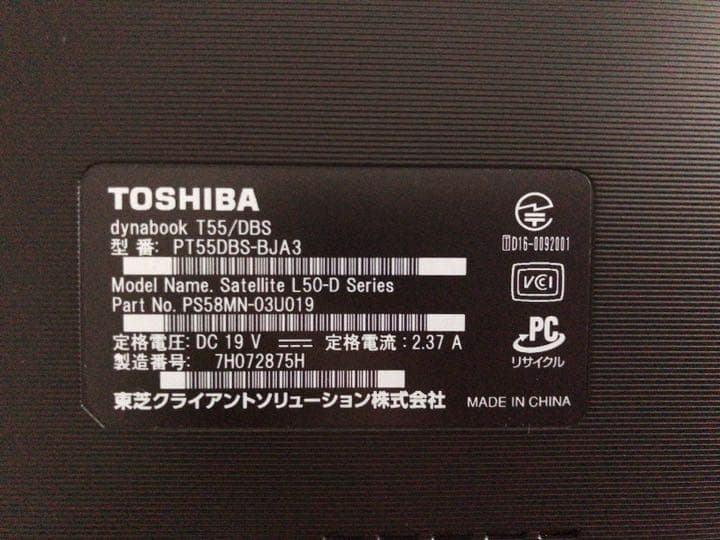 TOSHIBA
dynabook T55/DBS
型 番: PT55DBS-BJA3
Model Name. Satellite L50-D Series
Part No. PS58MN-03U019
定格電圧: DC 19 V 定格電流: 2.37 A
製造番号: 7H072875H
東芝クライアントソリューション株式会社 MADE IN CHINA
ⓉD16-0092001
VCI
PC
リサイクル